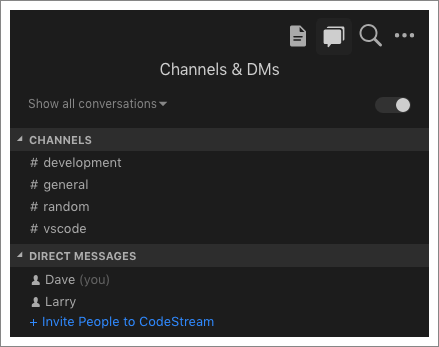 Channels & DMs
Show all conversations
CHANNELS
# development
# general
# random
# vscode
DIRECT MESSAGES
Dave (you)
Larry
+ Invite People to CodeStream